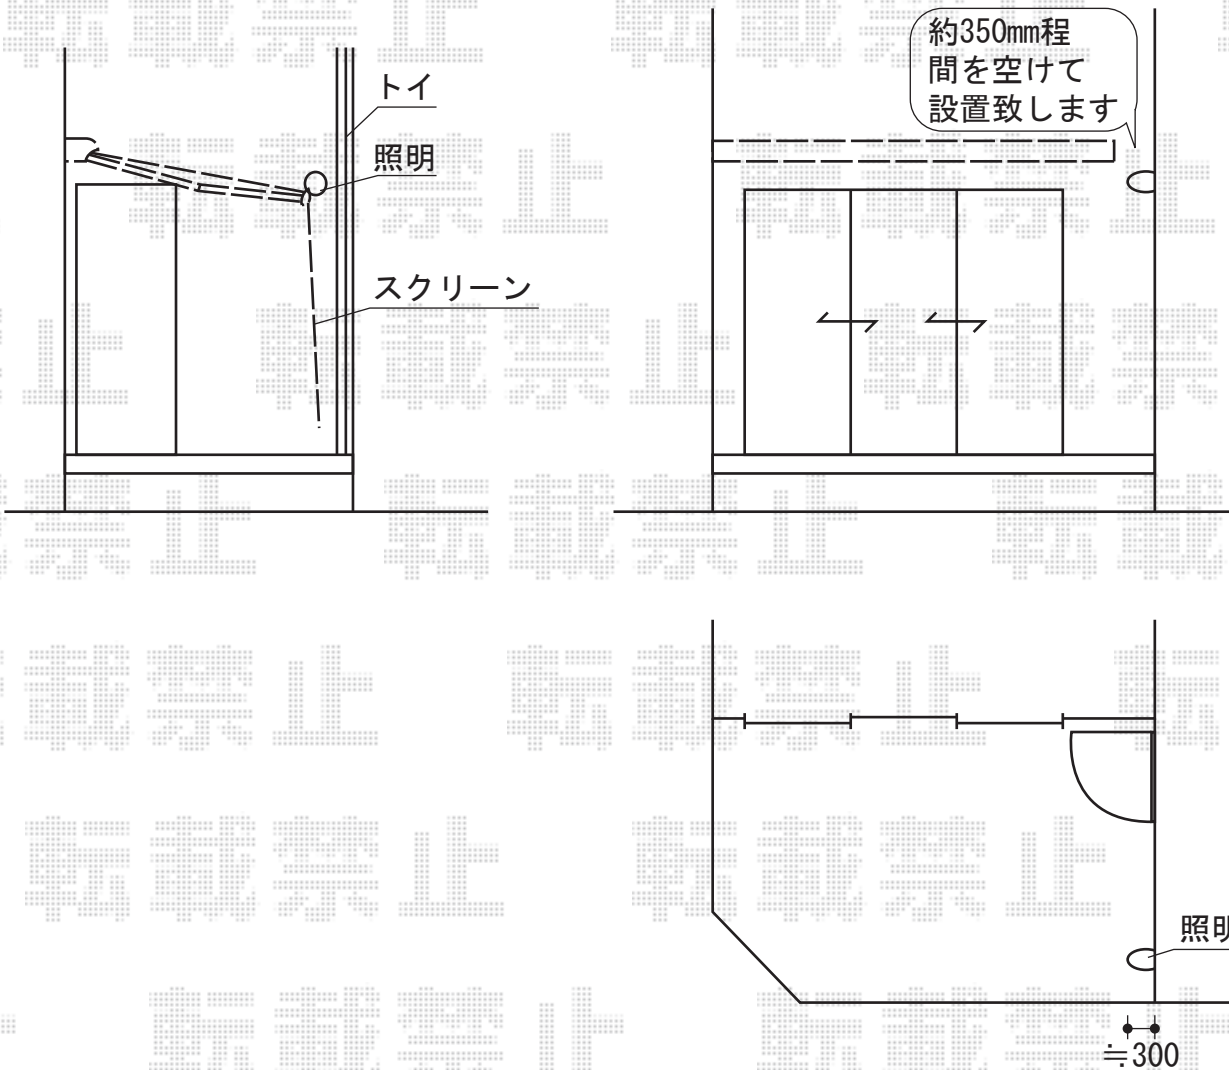 約350mm程
間を空けて
設置致します
トイ
照明
スクリーン
照明
≒300
転載禁止